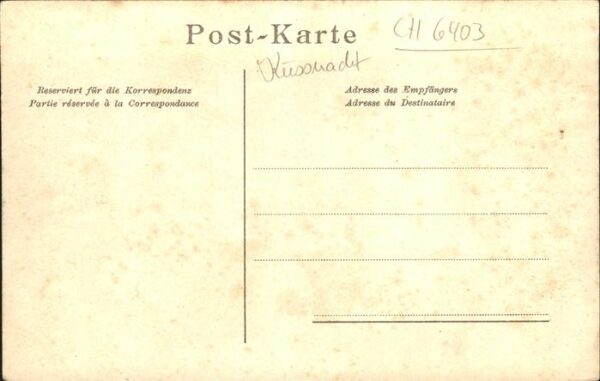 Post-Karte
CH 6403
Küssnacht
Reserviert für die Korrespondenz
Partie réservée à la Correspondance
Adresse des Empfängers
Adresse du Destinataire